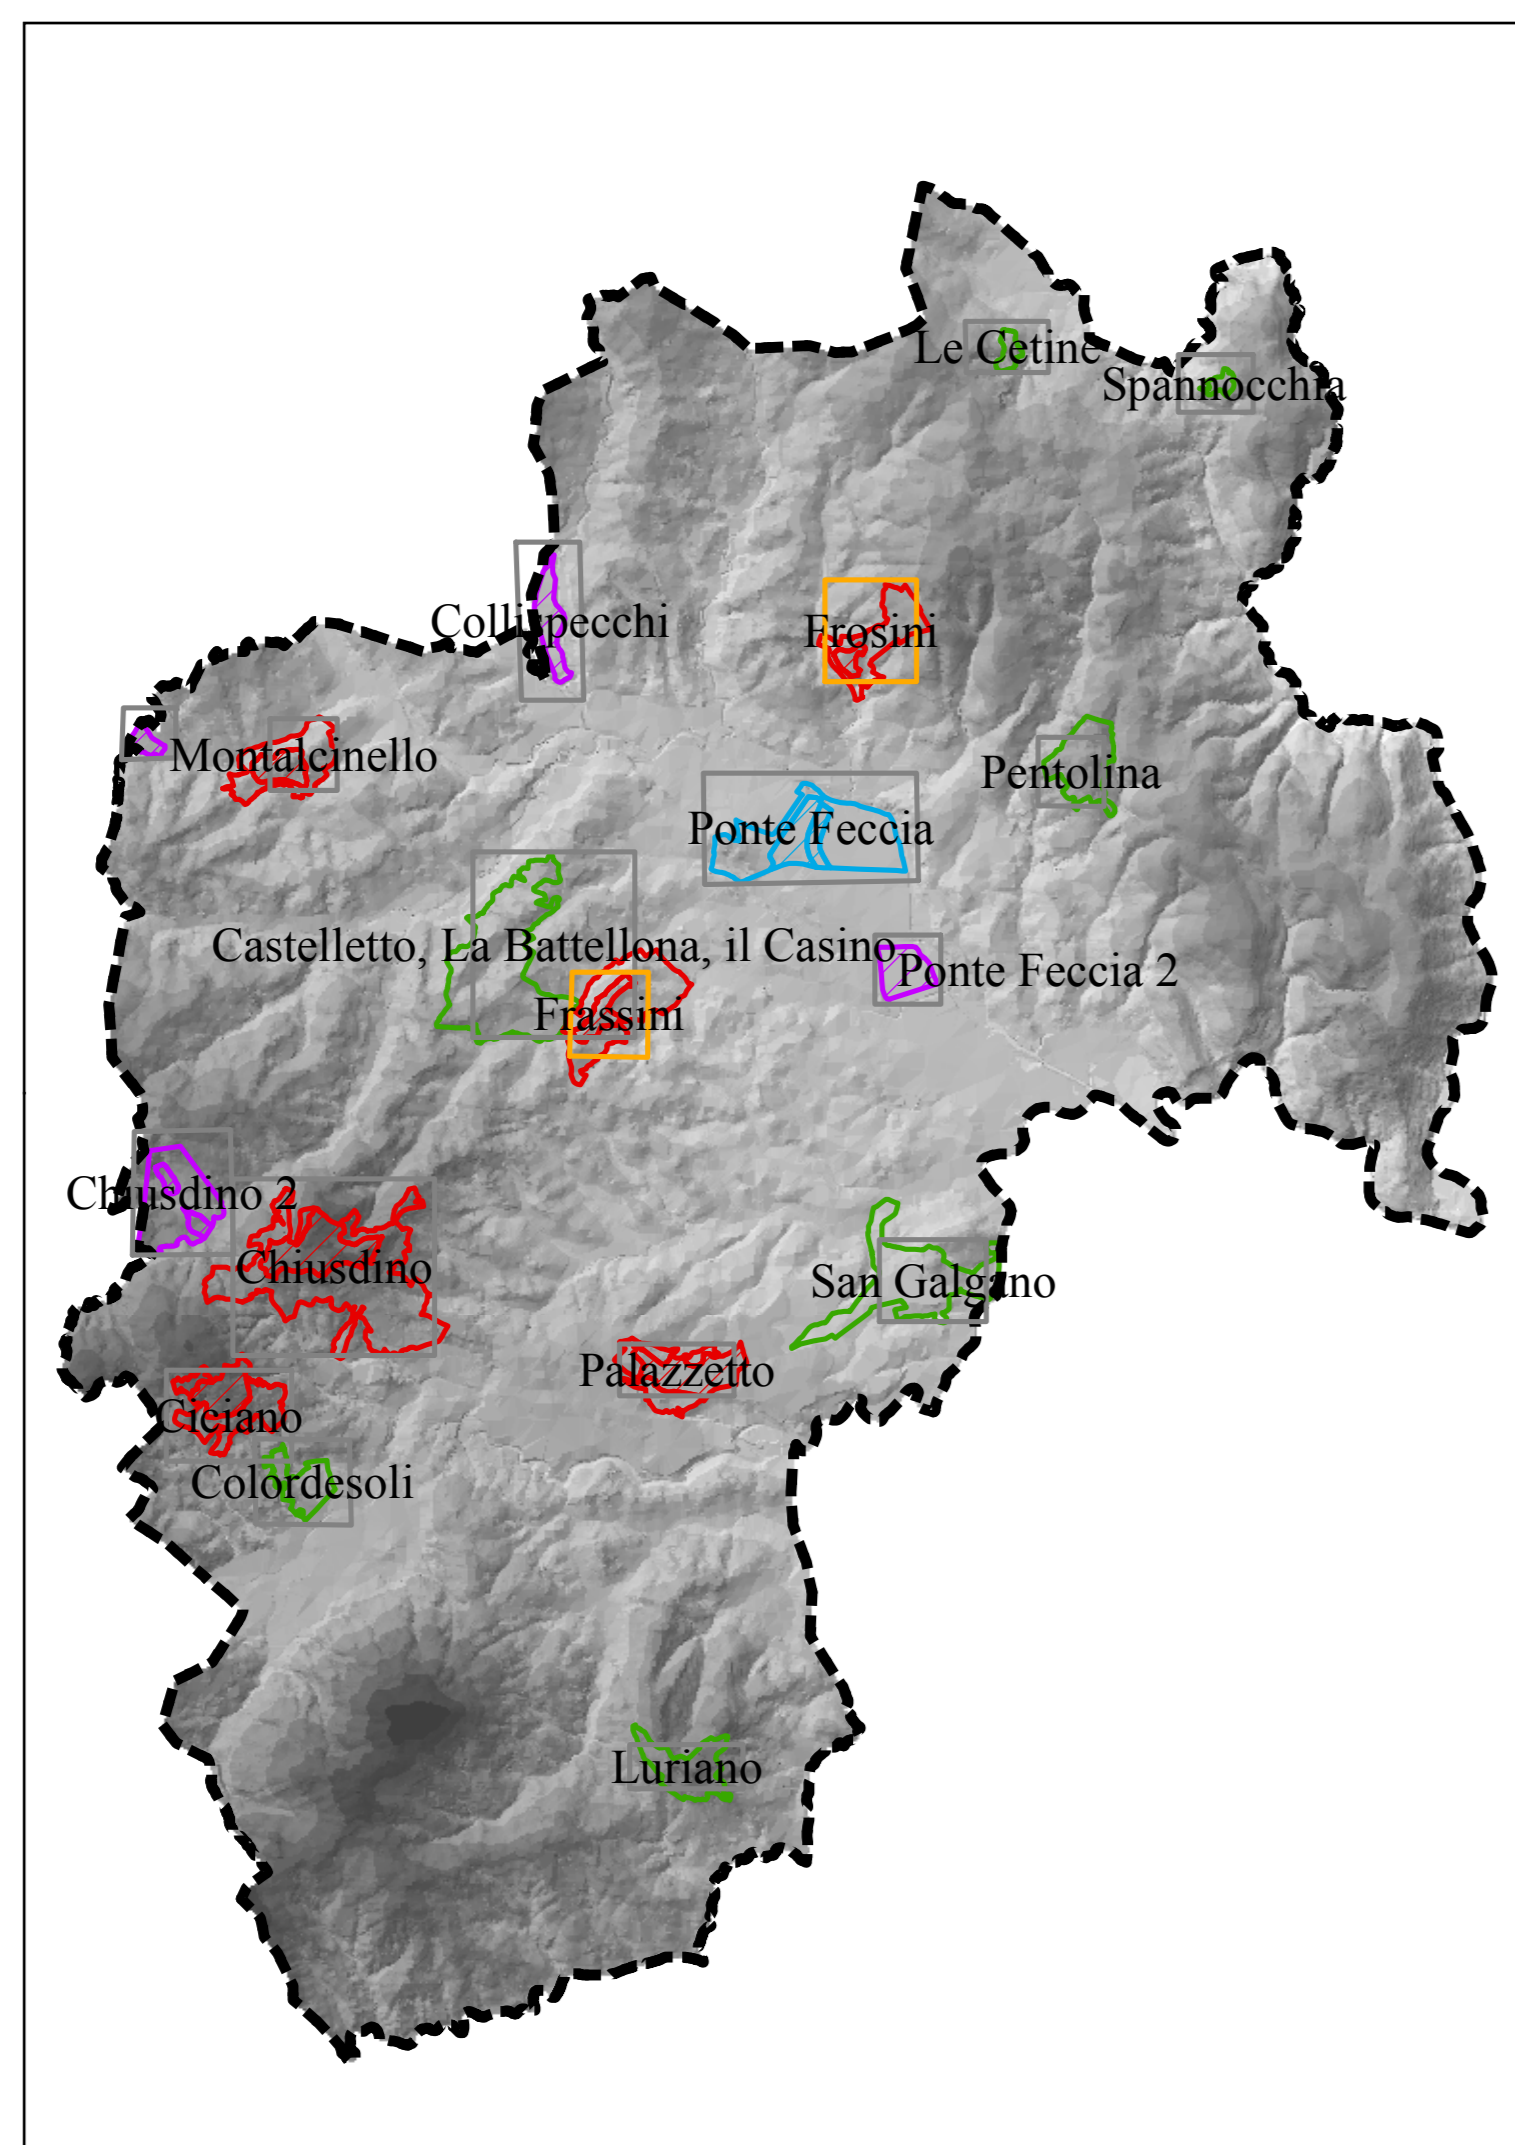 Le Cetine
Spannocchia
Collispecchi
Frosini
Montalcinello
Pentolina
Ponte Feccia
Castelletto, La Battellona, il Casino
Ponte Feccia 2
Frassini
Chiusdino 2
Chiusdino
San Galgano
Palazzetto
Ciciano
Colordesoli
Luriano